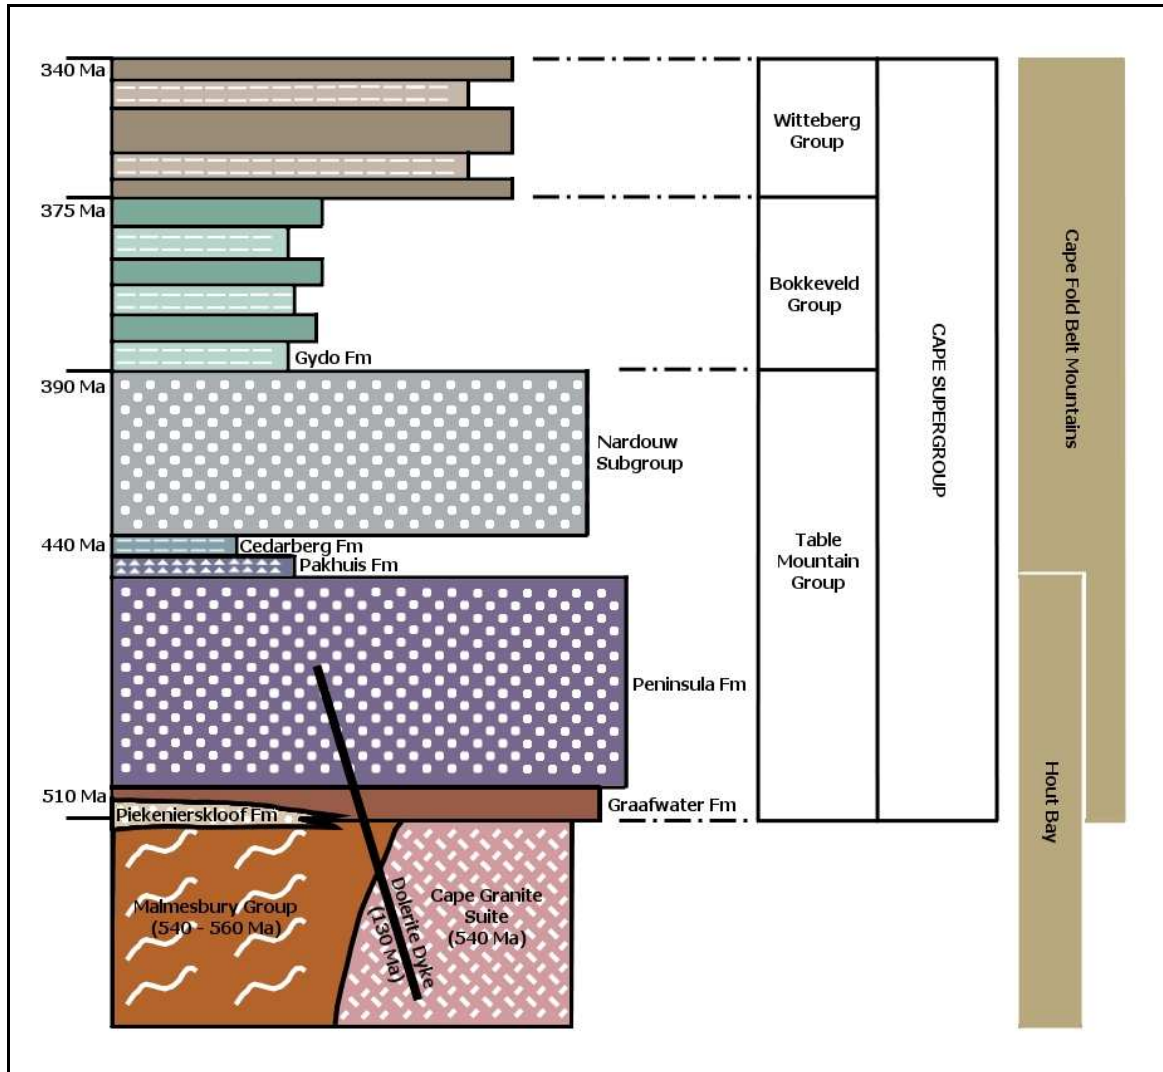 340 Ma
Witteberg
Group
375 Ma
Bokkeveld
Group
Gydo Fm
390 Ma
Nardouw
Subgroup
440 Ma
Cedarberg Fm
Pakhuis Fm
Table
Mountain
Group
Peninsula Fm
510 Ma
Graafwater Fm
Piekenierskloof Fm
Malmesbury Group
(540 - 560 Ma)
Dolerite Dyke
(130 Ma)
Cape Granite
Suite
(540 Ma)
CAPE SUPERGROUP
Cape Fold Belt Mountains
Hout Bay